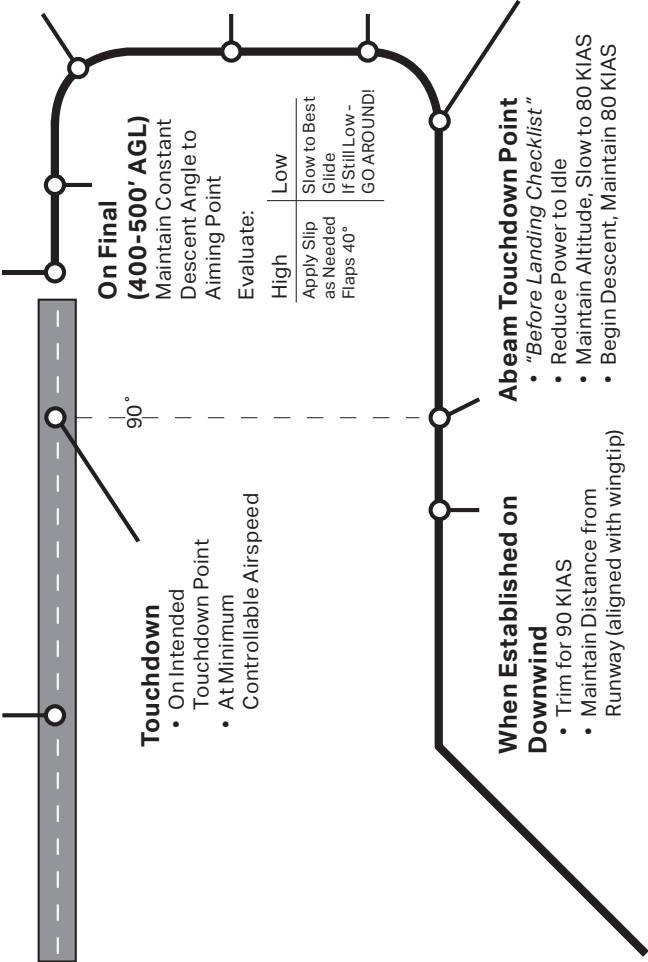 On Final
(400-500' AGL)
Maintain Constant
Descent Angle to
Aiming Point
Evaluate:
High
Low
Apply Slip
as Needed
Flaps 40°
Slow to Best
Glide
If Still Low -
GO AROUND!
90°
Touchdown
• On Intended
Touchdown Point
• At Minimum
Controllable Airspeed
When Established on
Downwind
• Trim for 90 KIAS
• Maintain Distance from
Runway (aligned with wingtip)
Abeam Touchdown Point
• "Before Landing Checklist"
• Reduce Power to Idle
• Maintain Altitude, Slow to 80 KIAS
• Begin Descent, Maintain 80 KIAS